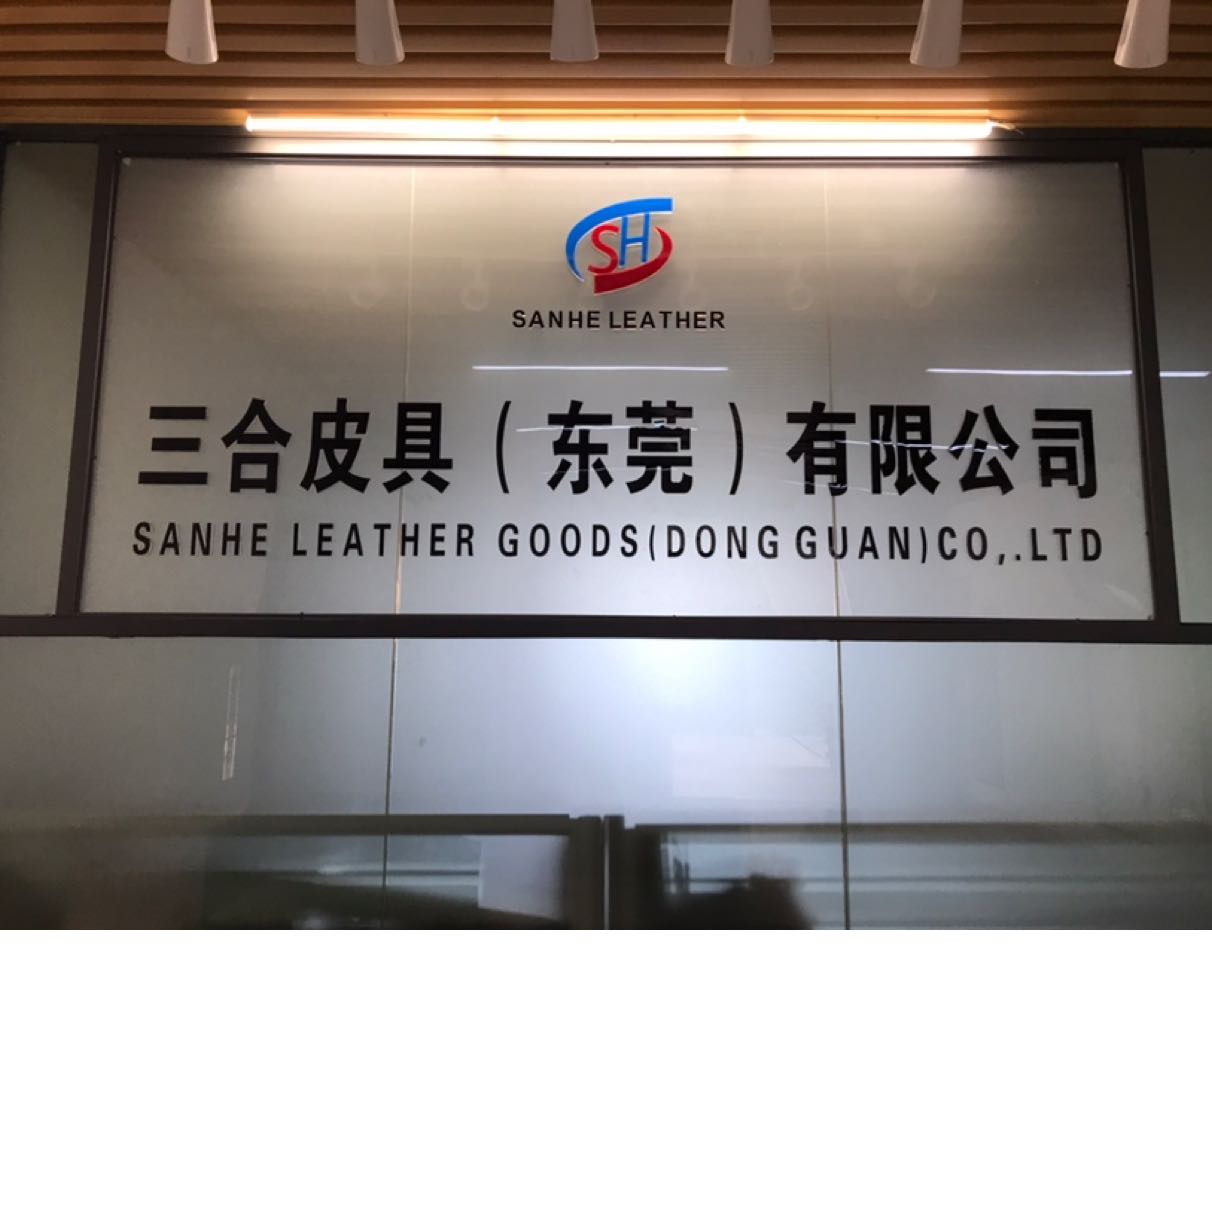 SH
SANHE LEATHER
三合皮具（东莞）有限公司
SANHE LEATHER GOODS(DONG GUAN)CO,.LTD